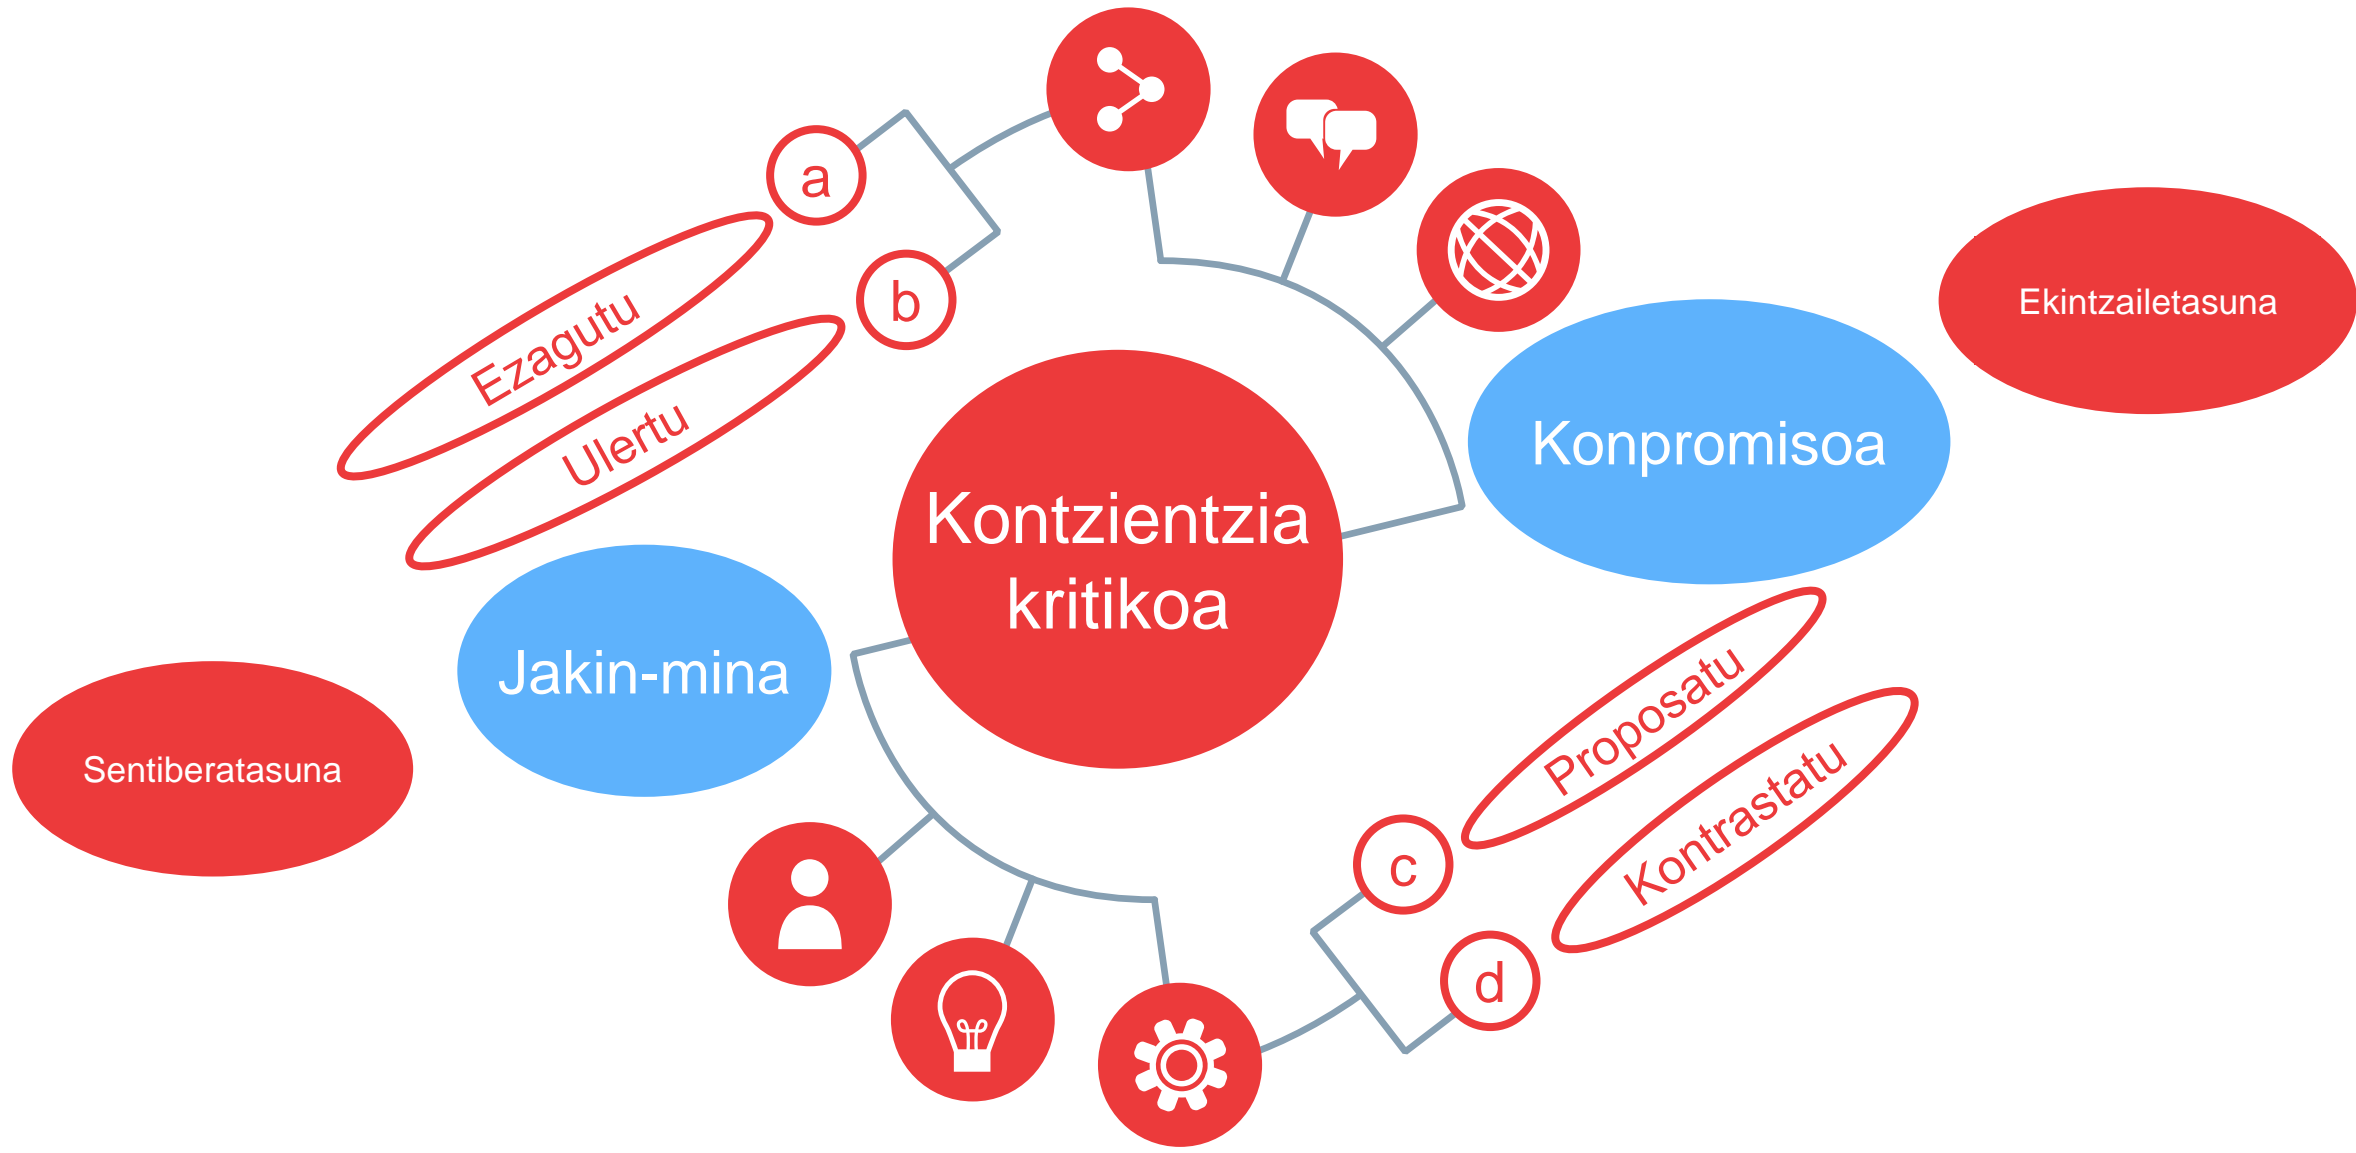 a
Ezagutu
b
Ulertu
Ekintzailetasuna
Konpromisoa
Kontzientzia
kritikoa
Jakin-mina
Sentiberatasuna
Proposatu
c
Kontrastatu
d